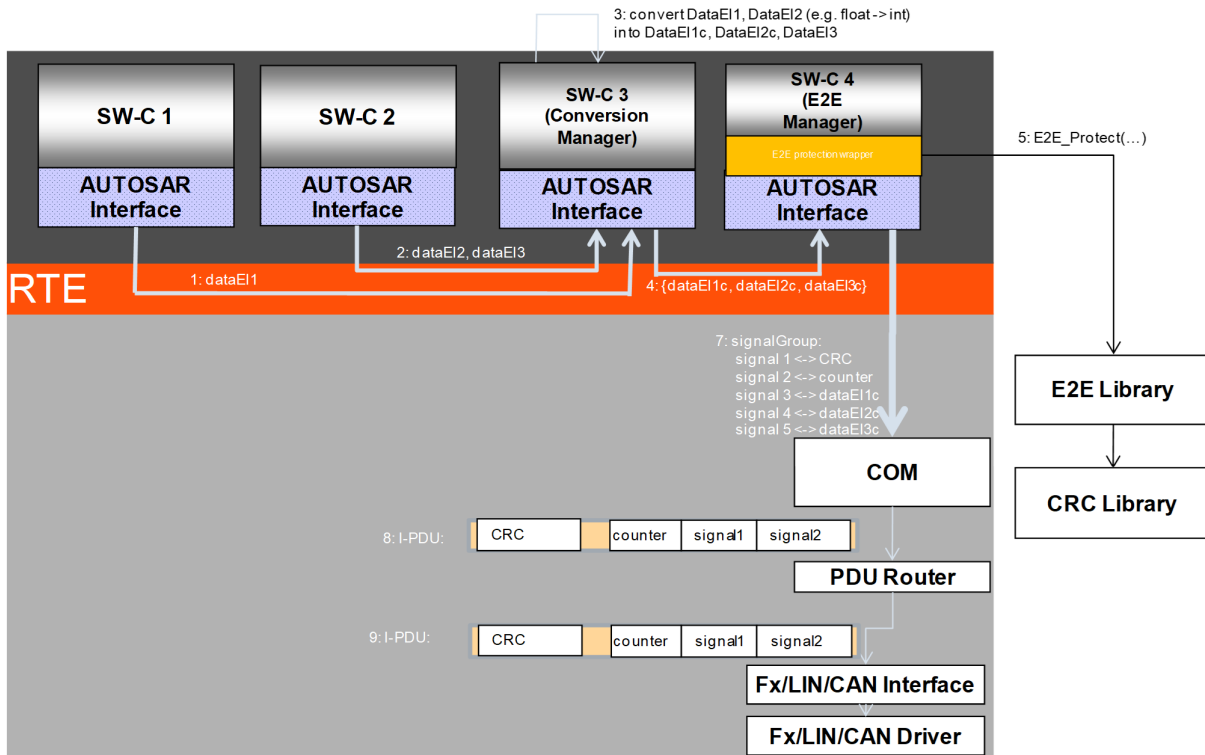 3: convert DataEl1, DataEl2 (e.g. float->int)
into DataEl1c, DataEl2c, DataEl3
SW-C 1
AUTOSAR
Interface
SW-C 2
AUTOSAR
Interface
SW-C 3
(Conversion
Manager)
AUTOSAR
Interface
SW-C 4
(E2E
Manager)
E2E protection wrapper
AUTOSAR
Interface
5: E2E_Protect(...)
2: dataEl2, dataEl3
RTE
1: dataEl1
4: {dataEl1c, dataEl2c, dataEl3c}
7: signalGroup:
signal 1 <-> CRC
signal 2 <-> counter
signal 3 <-> dataEl1c
signal 4 <-> dataEl2c
signal 5 <-> dataEl3c
E2E Library
CRC Library
COM
8: I-PDU:
CRC
counter
signal1
signal2
PDU Router
9: I-PDU:
CRC
counter
signal1
signal2
Fx/LIN/CAN Interface
Fx/LIN/CAN Driver